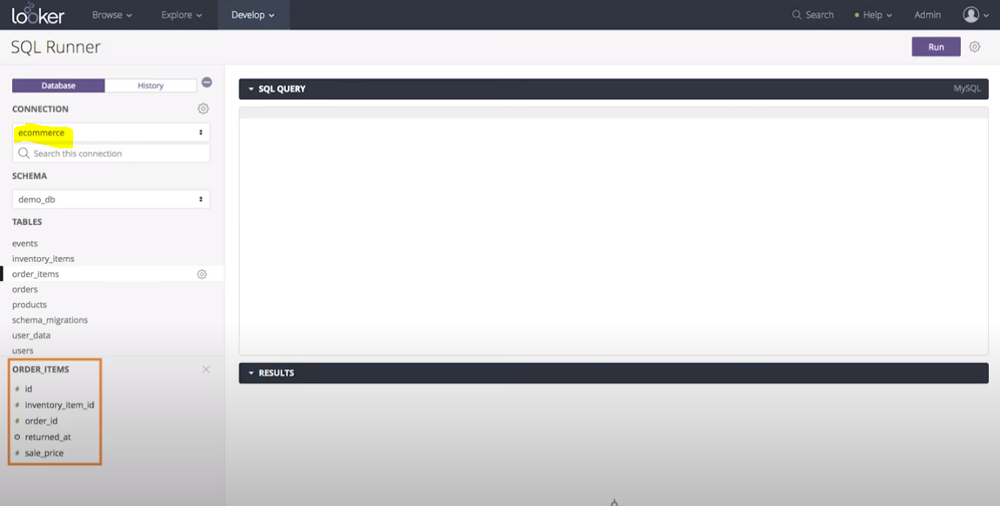 looker Browse Explore Develop Search Help Admin
SQL Runner
Run
Database History
CONNECTION
ecommerce
Search this connection
SCHEMA
demo_db
TABLES
events
inventory_items
order_items
orders
products
schema_migrations
user_data
users
ORDER_ITEMS
# id
# inventory_item_id
# order_id
returned_at
# sale_price
SQL QUERY MySQL
RESULTS